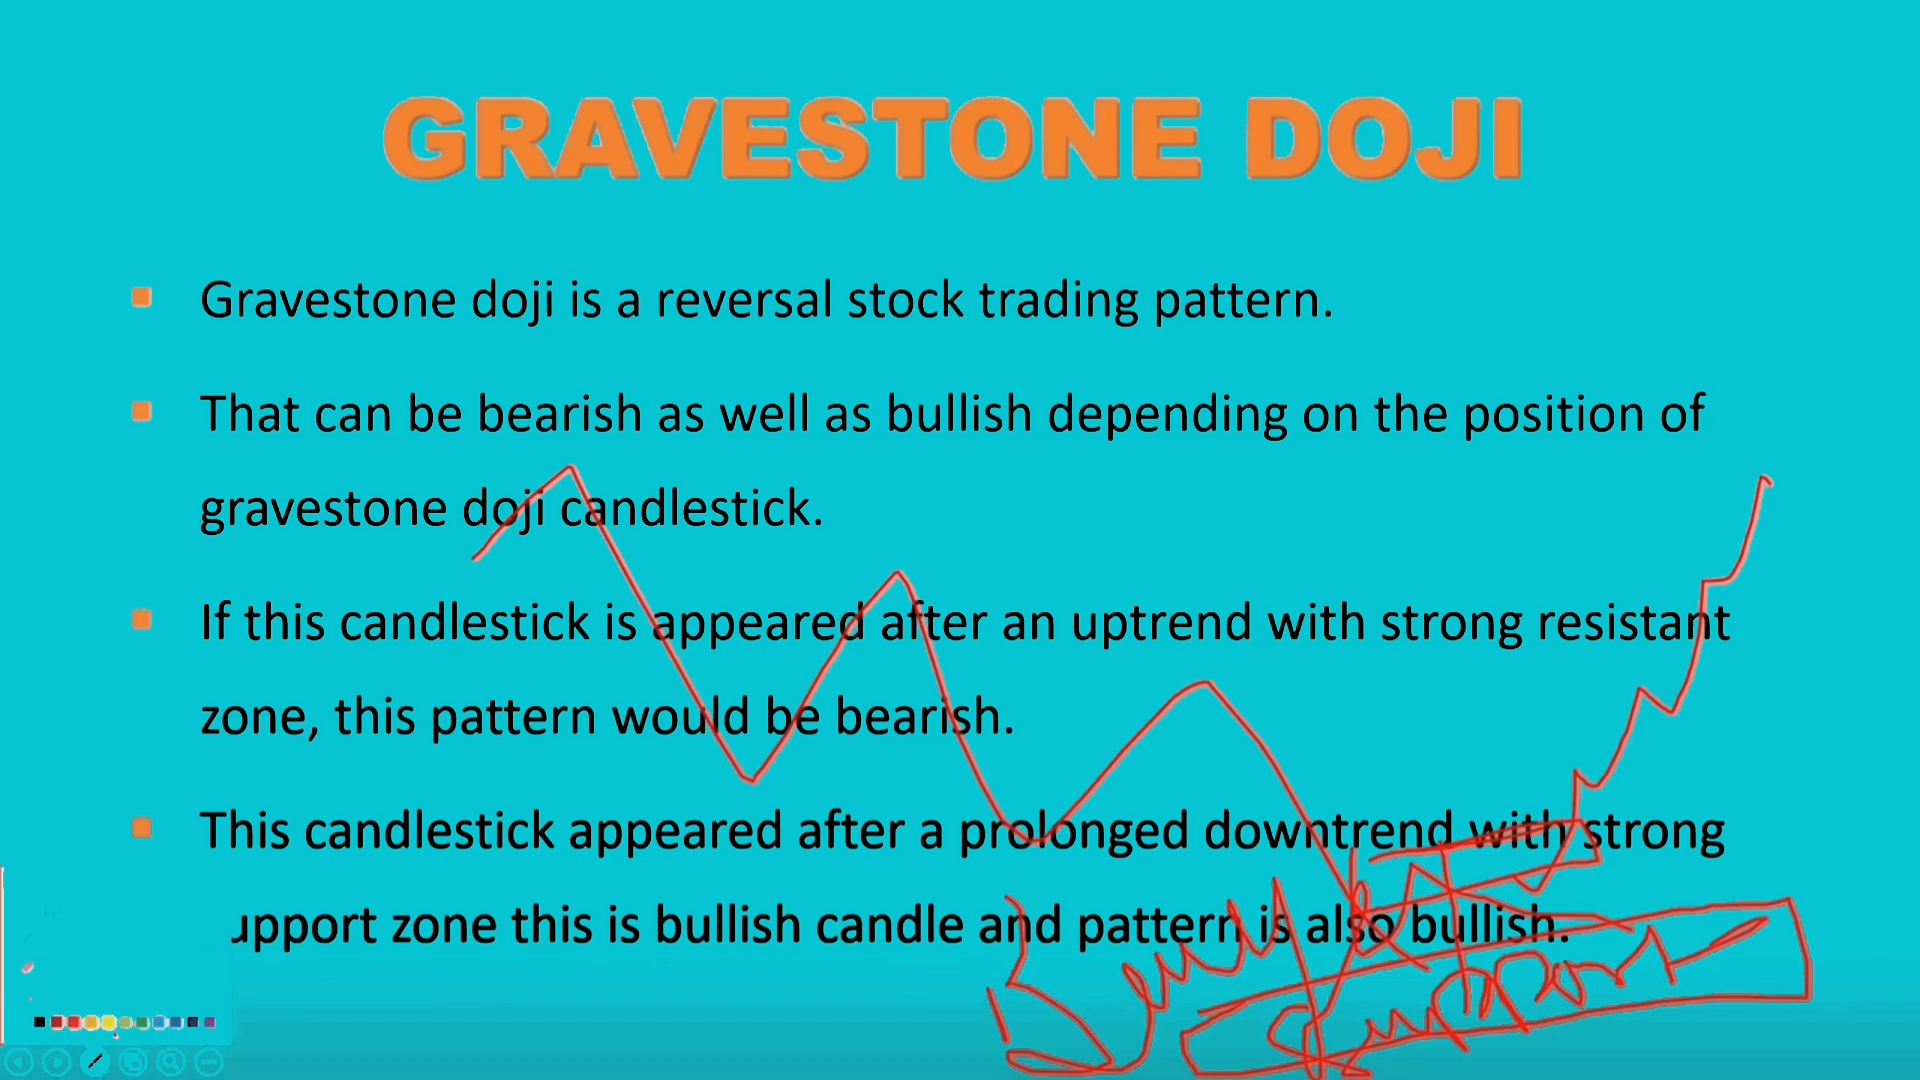 GRAVESTONE DOJI
Gravestone doji is a reversal stock trading pattern.
That can be bearish as well as bullish depending on the position of
gravestone doji candlestick.
If this candlestick is appeared after an uptrend with strong resistant
zone, this pattern would be bearish.
This candlestick appeared after a prolonged downtrend with strong
upport zone this is bullish candle and pattern is also bullish.
Support